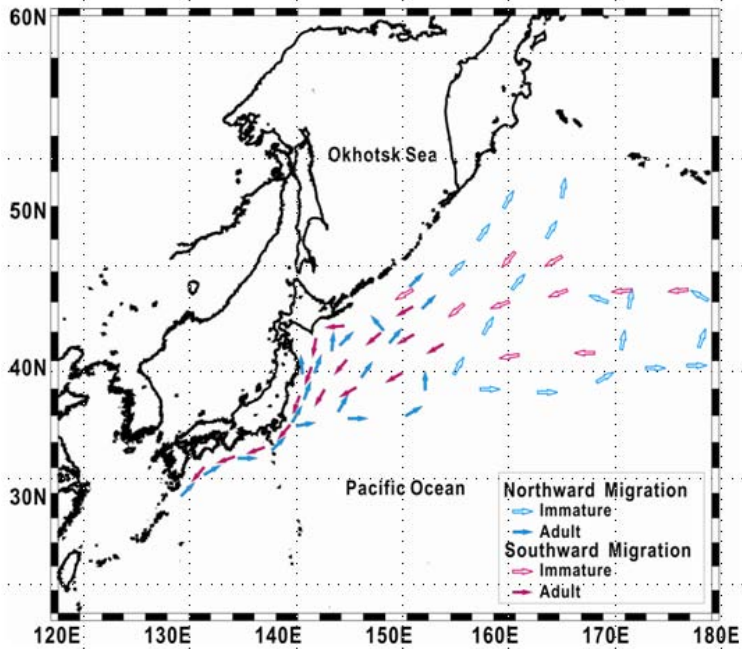 60N
Okhotsk Sea
50N
40N
30N
Pacific Ocean
Northward Migration
Immature
Adult
Southward Migration
Immature
Adult
120E 130E 140E 150E 160E 170E 180E